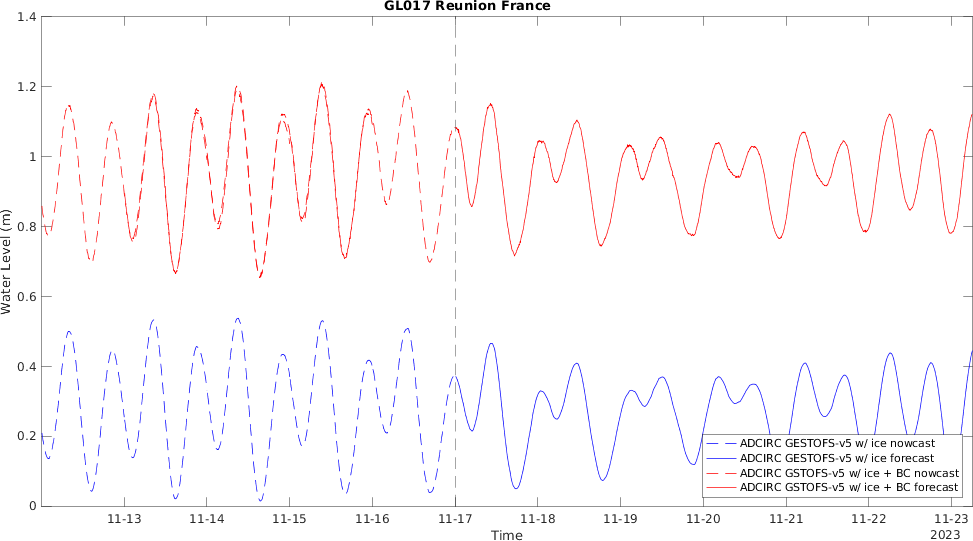 GL017 Reunion France
1.4
1.2
1
0.8
0.6
0.4
0.2
0
Water Level (m)
ADCIRC GESTOFS-v5 w/ ice nowcast
ADCIRC GESTOFS-v5 w/ ice forecast
ADCIRC GSTOFS-v5 w/ ice + BC nowcast
ADCIRC GSTOFS-v5 w/ ice + BC forecast
11-13 11-14 11-15 11-16 11-17 11-18 11-19 11-20 11-21 11-22 11-23
Time
2023